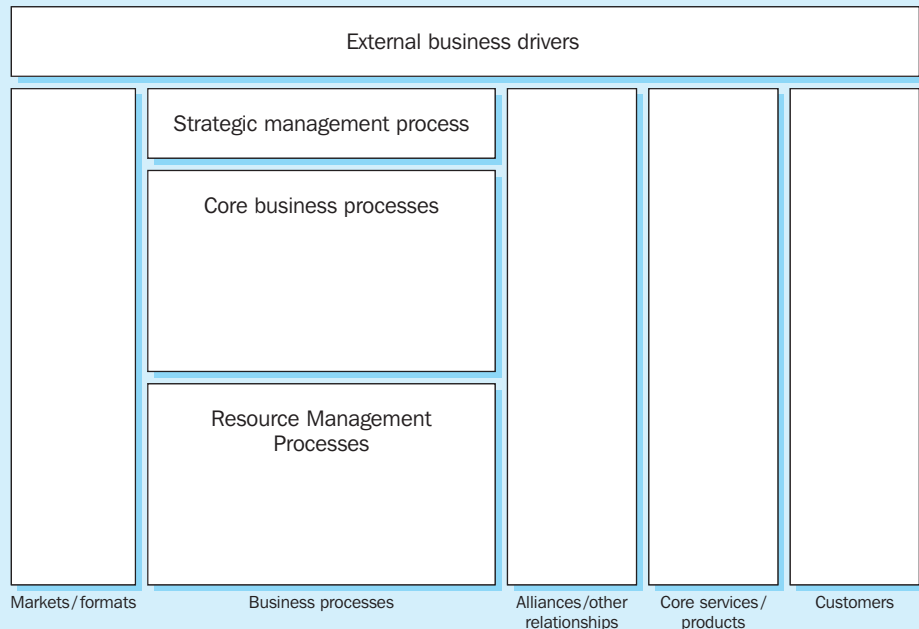 External business drivers
Strategic management process
Core business processes
Resource Management
Processes
Markets/formats
Business processes
Alliances/other
relationships
Core services/
products
Customers